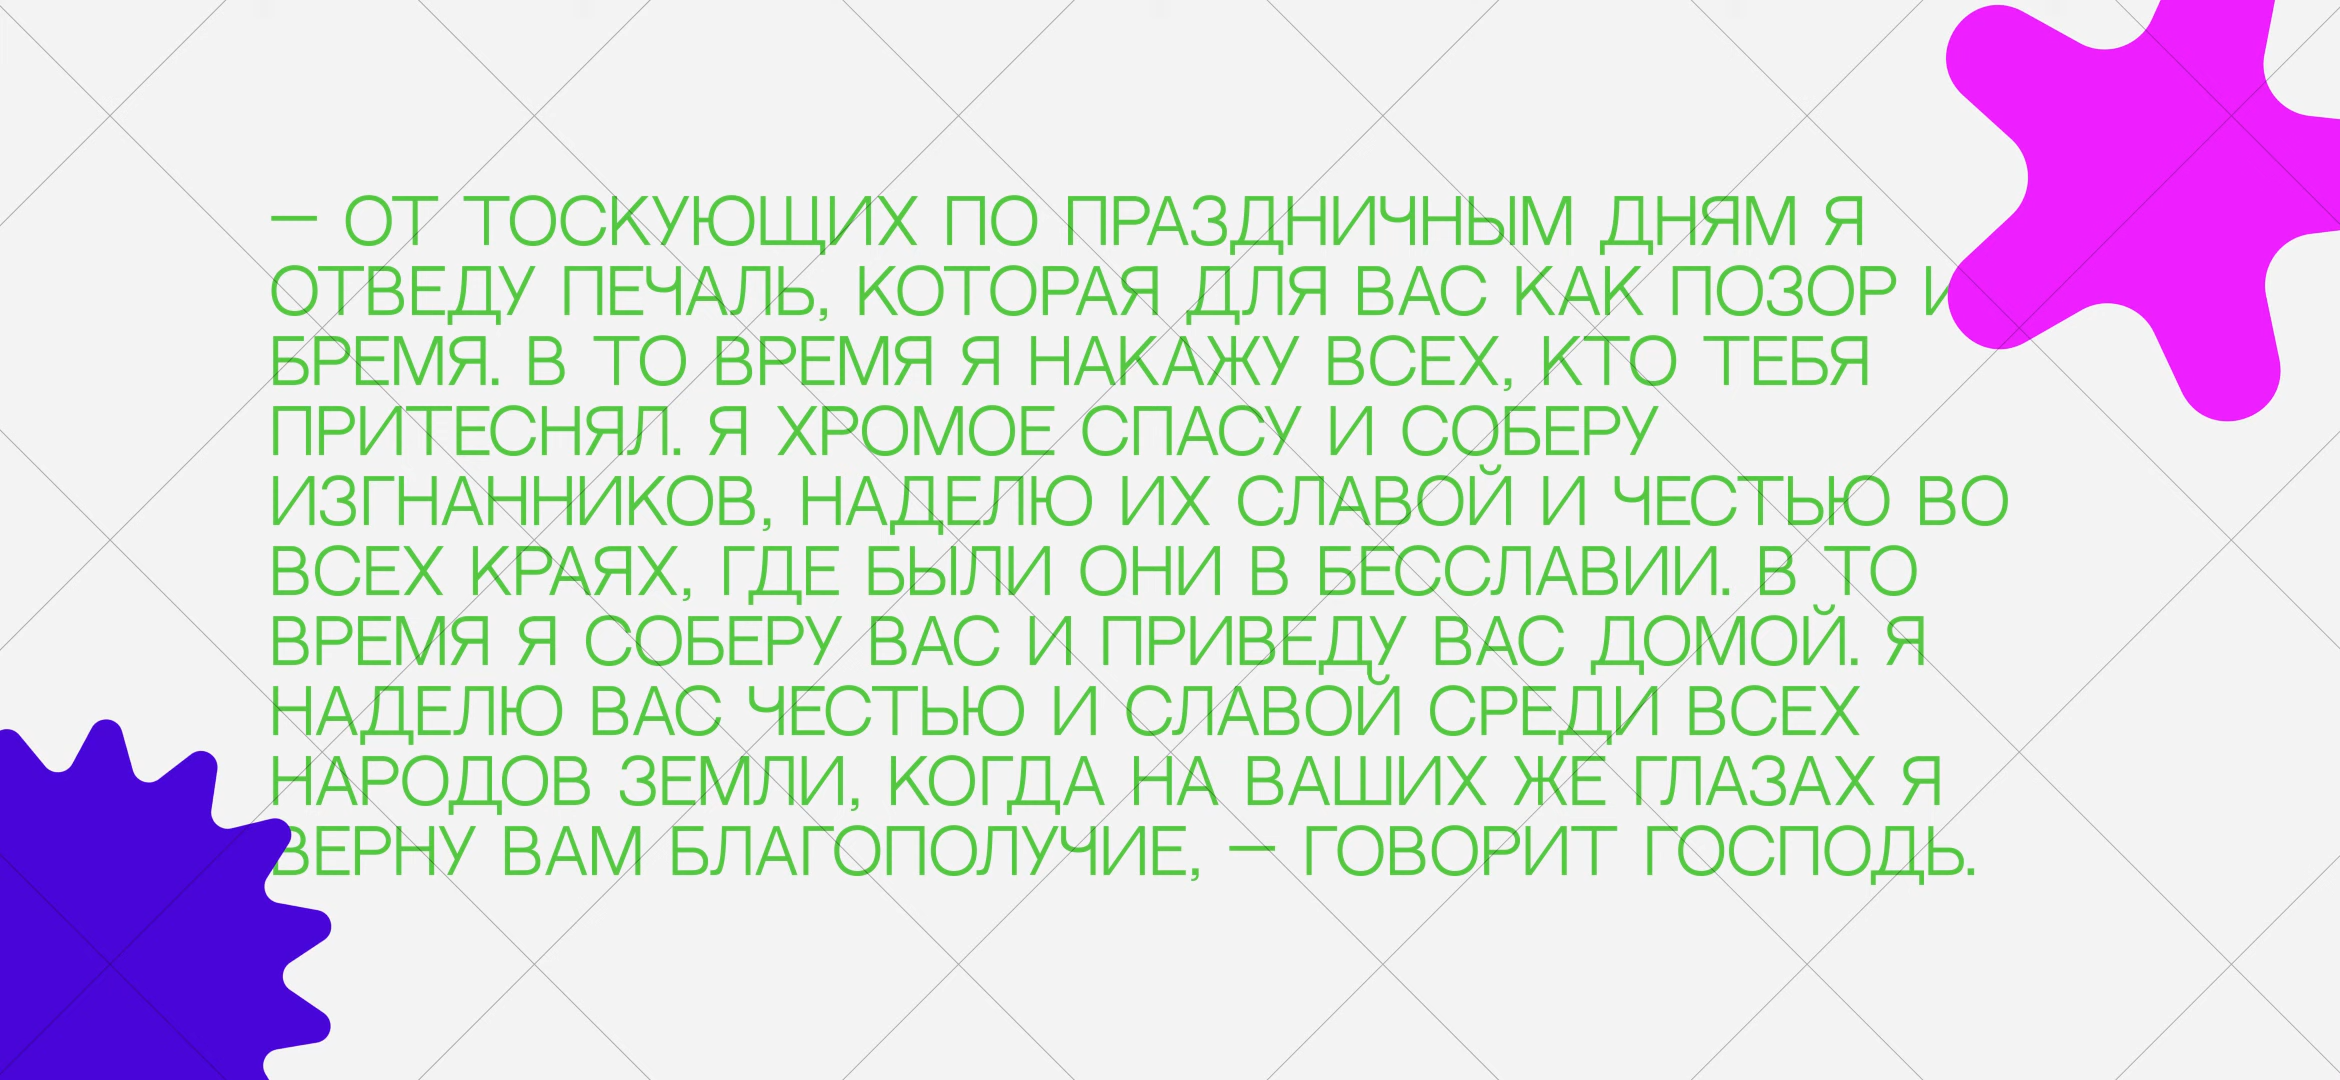 — ОТ ТОСКУЮЩИХ ПО ПРАЗДНИЧНЫМ ДНЯМ Я
ОТВЕДУ ПЕЧАЛЬ, КОТОРАЯ ДЛЯ ВАС КАК ПОЗОР И
БРЕМЯ. В ТО ВРЕМЯ Я НАКАЖУ ВСЕХ, КТО ТЕБЯ
ПРИТЕСНЯЛ. Я ХРОМОЕ СПАСУ И СОБЕРУ
ИЗГНАННИКОВ, НАДЕЛЮ ИХ СЛАВОЙ И ЧЕСТЬЮ ВО
ВСЕХ КРАЯХ, ГДЕ БЫЛИ ОНИ В БЕССЛАВИИ. В ТО
ВРЕМЯ Я СОБЕРУ ВАС И ПРИВЕДУ ВАС ДОМОЙ. Я
НАДЕЛЮ ВАС ЧЕСТЬЮ И СЛАВОЙ СРЕДИ ВСЕХ
НАРОДОВ ЗЕМЛИ, КОГДА НА ВАШИХ ЖЕ ГЛАЗАХ Я
ВЕРНУ ВАМ БЛАГОПОЛУЧИЕ, — ГОВОРИТ ГОСПОДЬ.